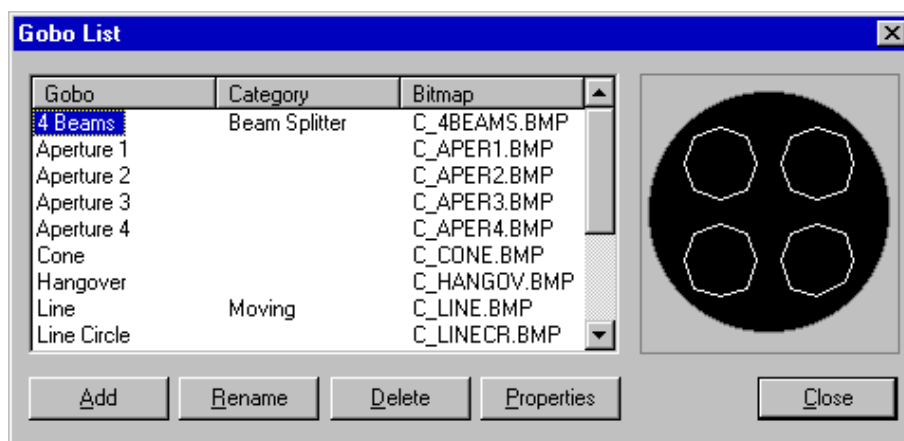 Gobo List
Gobo Category Bitmap
4 Beams Beam Splitter C_4BEAMS.BMP
Aperture 1 C_APER1.BMP
Aperture 2 C_APER2.BMP
Aperture 3 C_APER3.BMP
Aperture 4 C_APER4.BMP
Cone C_CONE.BMP
Hangover C_HANGOV.BMP
Line Moving C_LINE.BMP
Line Circle C_LINECR.BMP
Add Rename Delete Properties Close